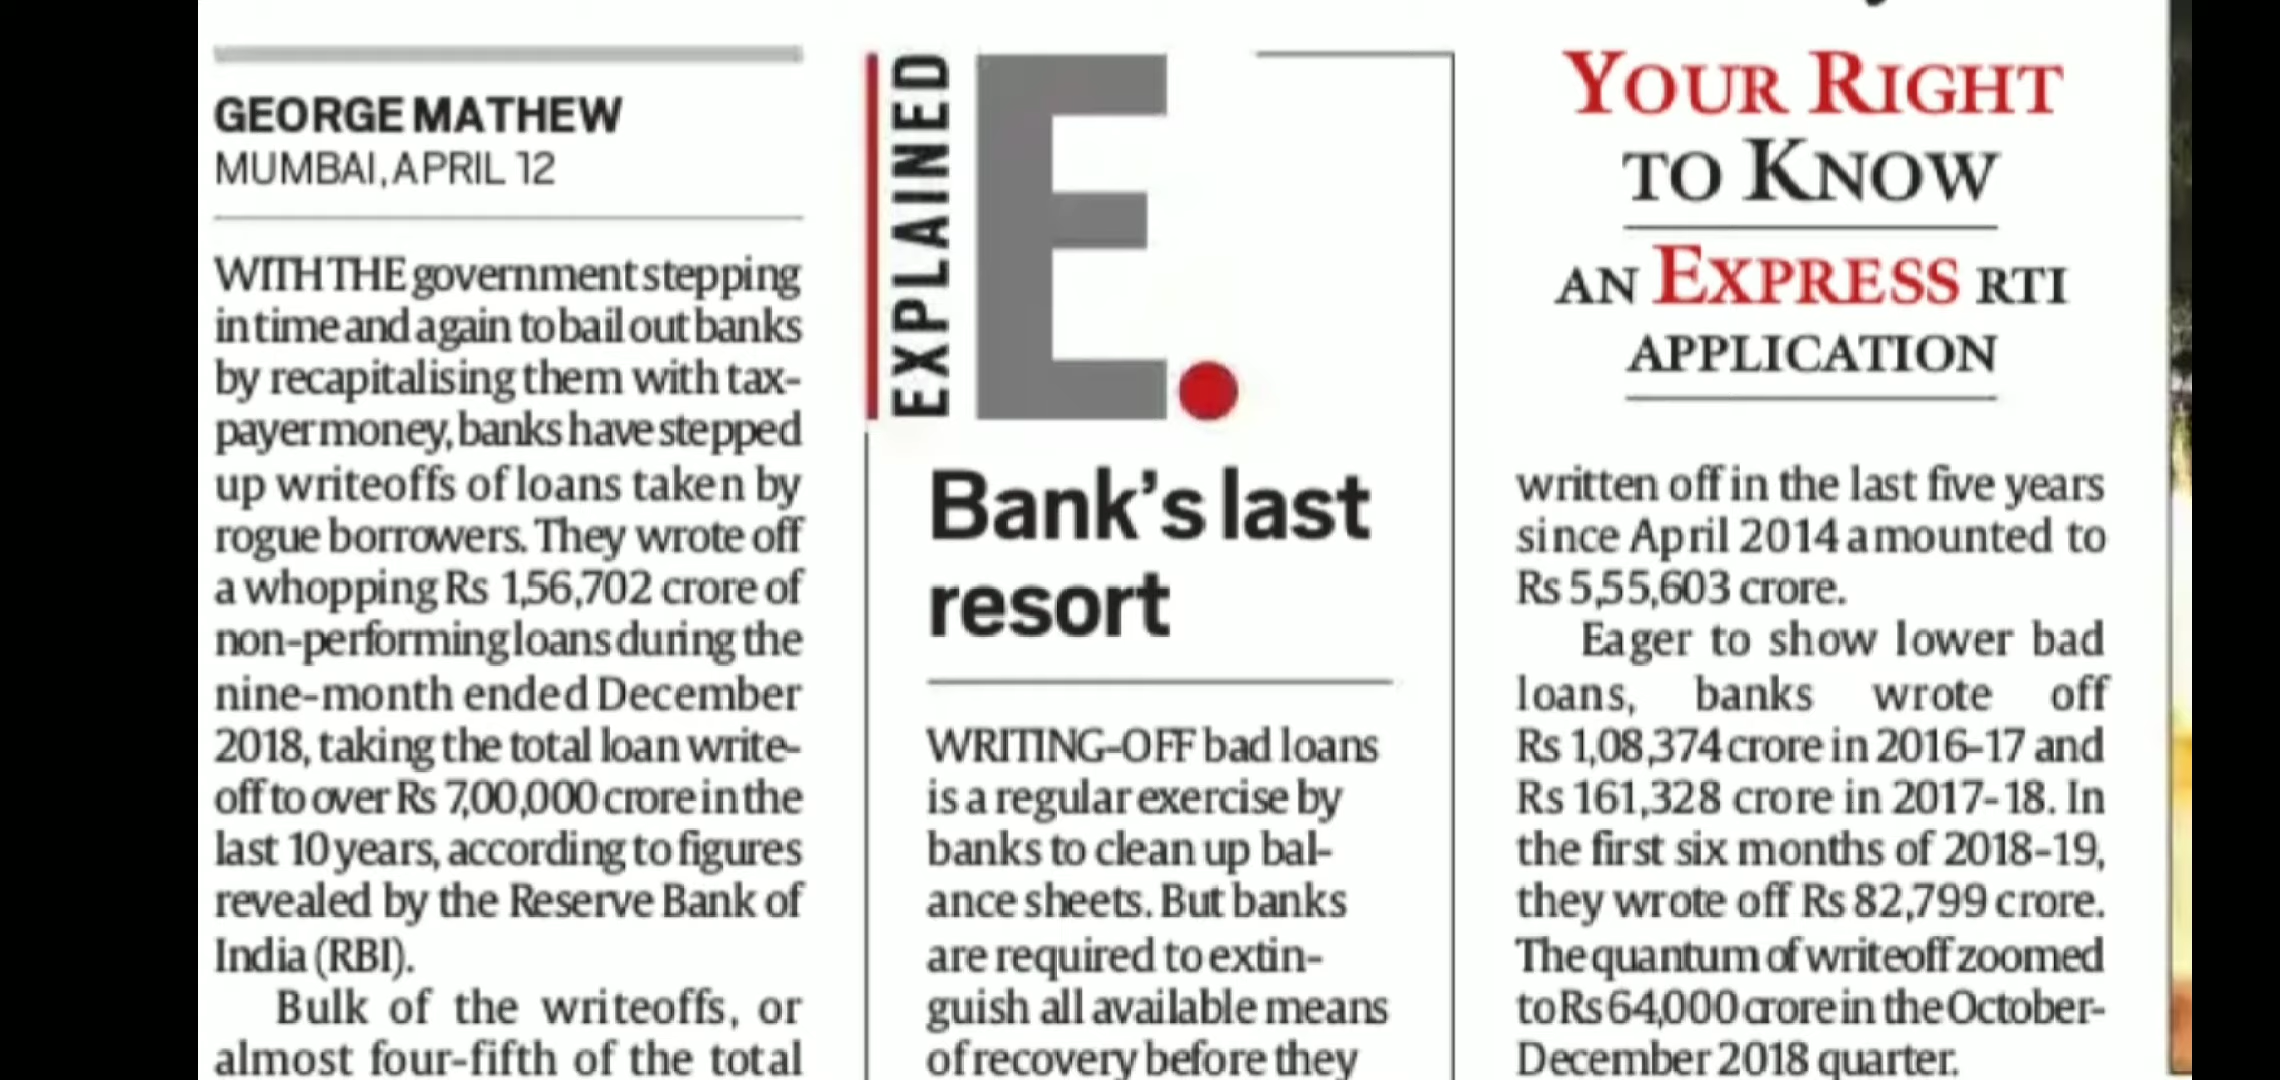 GEORGE MATHEW
MUMBAI, APRIL 12
WITH THE government stepping
in time and again to bail out banks
by recapitalising them with tax-
payer money, banks have stepped
up writeoffs of loans taken by
rogue borrowers. They wrote off
a whopping Rs 1,56,702 crore of
non-performing loans during the
nine-month ended December
2018, taking the total loan write-
off to over Rs 7,00,000 crore in the
last 10 years, according to figures
revealed by the Reserve Bank of
India (RBI).
Bulk of the writeoffs, or
almost four-fifth of the total
EXPLAINED
E.
Bank's last
resort
WRITING-OFF bad loans
is a regular exercise by
banks to clean up bal-
ance sheets. But banks
are required to extin-
guish all available means
of recovery before they
YOUR RIGHT
TO KNOW
AN EXPRESS RTI
APPLICATION
written off in the last five years
since April 2014 amounted to
Rs 5,55,603 crore.
Eager to show lower bad
loans, banks wrote off
Rs 1,08,374 crore in 2016-17 and
Rs 161,328 crore in 2017-18. In
the first six months of 2018-19,
they wrote off Rs 82,799 crore.
The quantum of writeoff zoomed
to Rs 64,000 crore in the October-
December 2018 quarter.